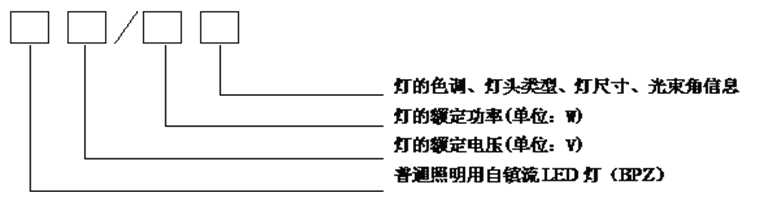 /
灯的色调、灯头类型、灯尺寸、光束角信息
灯的额定功率(单位：W)
灯的额定电压(单位：V)
普通照明用自镇流LED灯（BPZ）